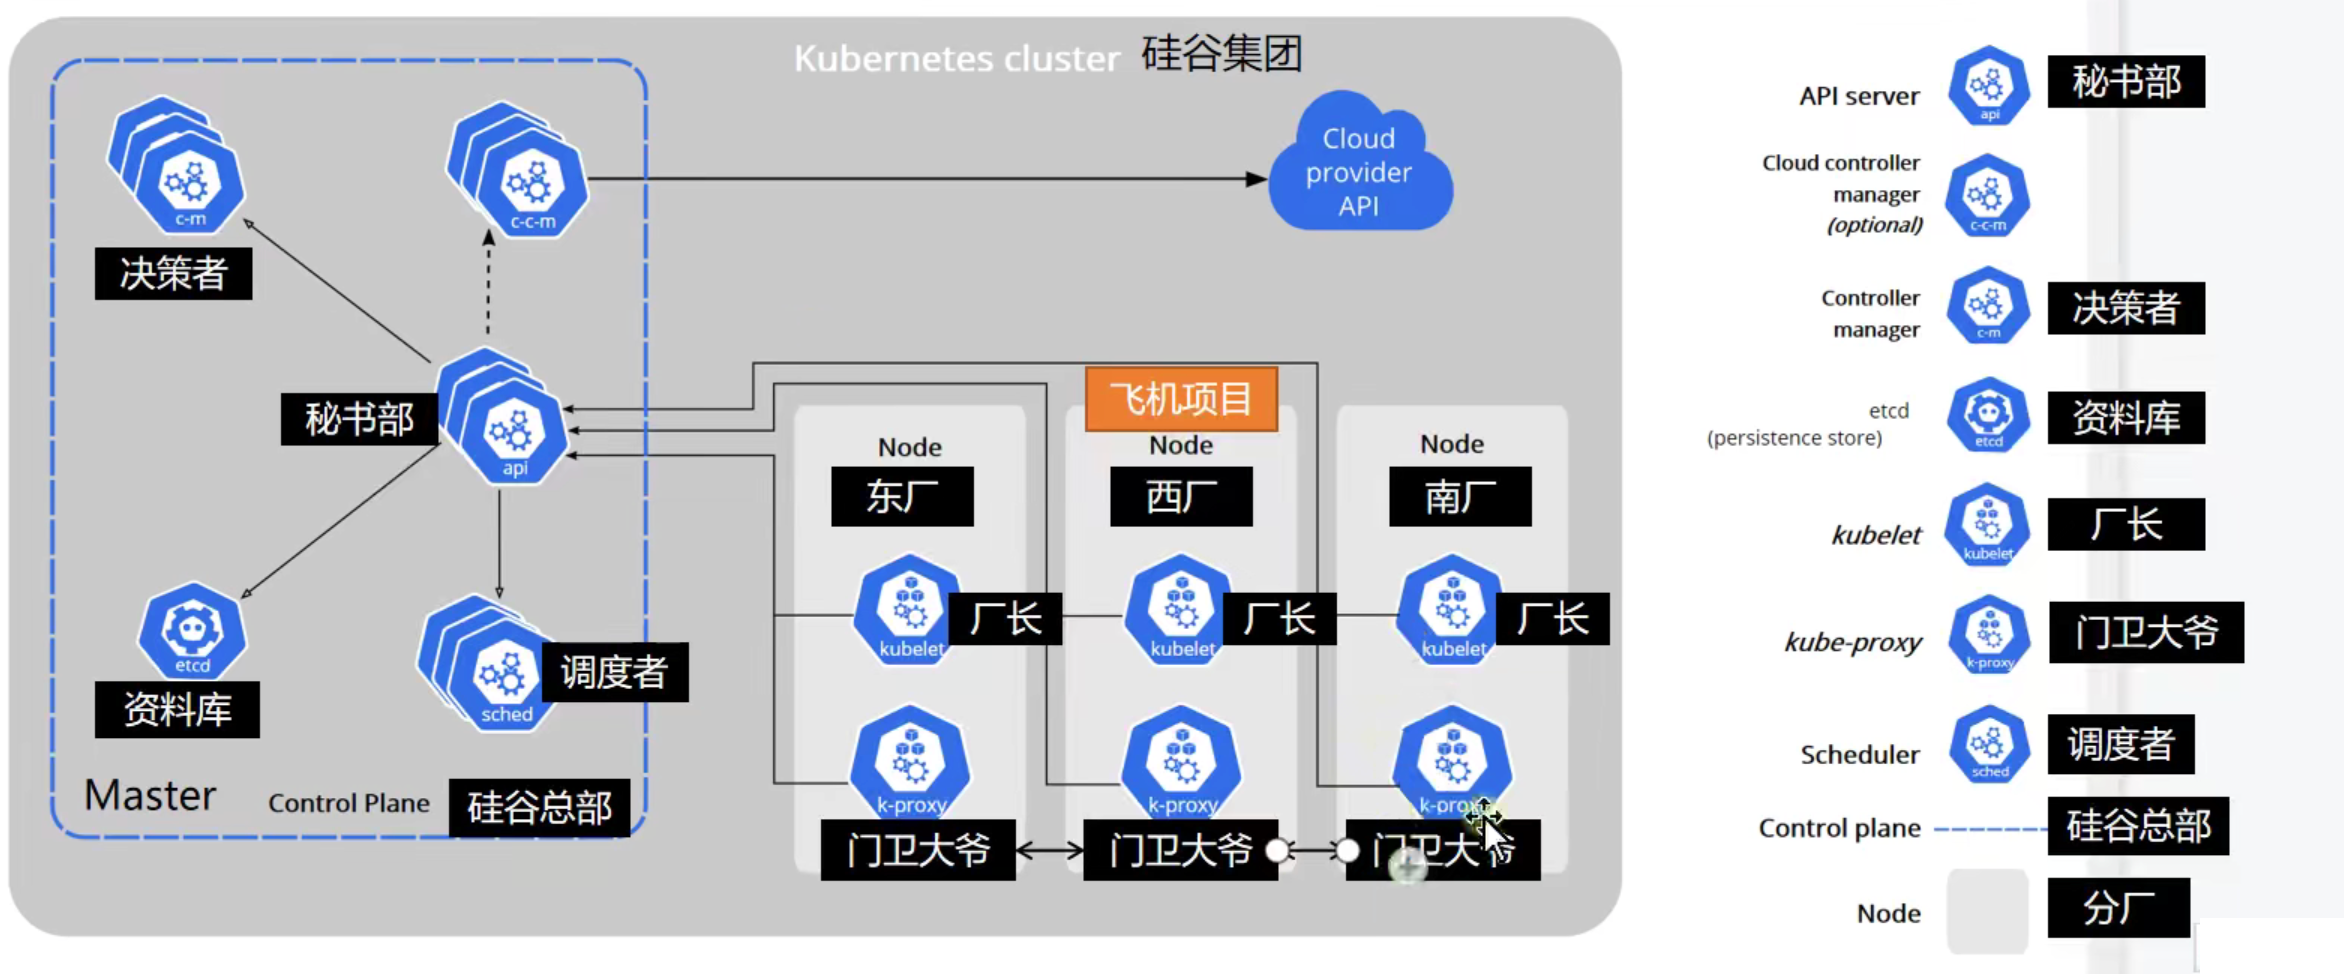 Kubernetes cluster 硅谷集团
c-m
c-c-m
Cloud
provider
API
决策者
秘书部
api
飞机项目
Node
Node
Node
东厂
西厂
南厂
kubelet
厂长
kubelet
厂长
kubelet
厂长
etcd
资料库
sched
调度者
k-proxy
k-proxy
k-proxy
门卫大爷
门卫大爷
门卫大爷
Master
Control Plane
硅谷总部
API server
api
秘书部
Cloud controller
manager
(optional)
c-c-m
Controller
manager
c-m
决策者
etcd
(persistence store)
etcd
资料库
kubelet
kubelet
厂长
kube-proxy
k-proxy
门卫大爷
Scheduler
sched
调度者
Control plane
硅谷总部
Node
分厂